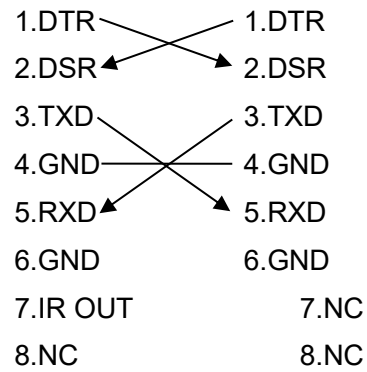 1.DTR 1.DTR
2.DSR 2.DSR
3.TXD 3.TXD
4.GND 4.GND
5.RXD 5.RXD
6.GND 6.GND
7.IR OUT 7.NC
8.NC 8.NC